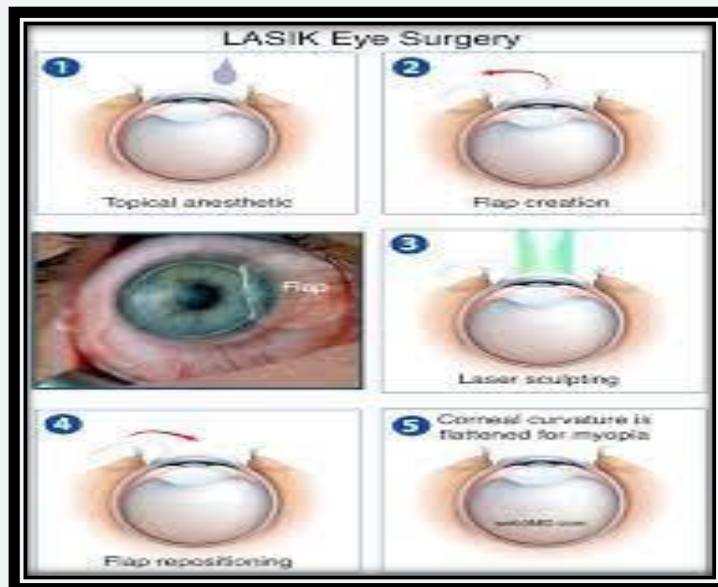 LASIK Eye Surgery
1
Topical anesthetic
2
Flap creation
Flap
3
Laser sculpting
4
Flap repositioning
5
Corneal curvature is
flattened for myopia